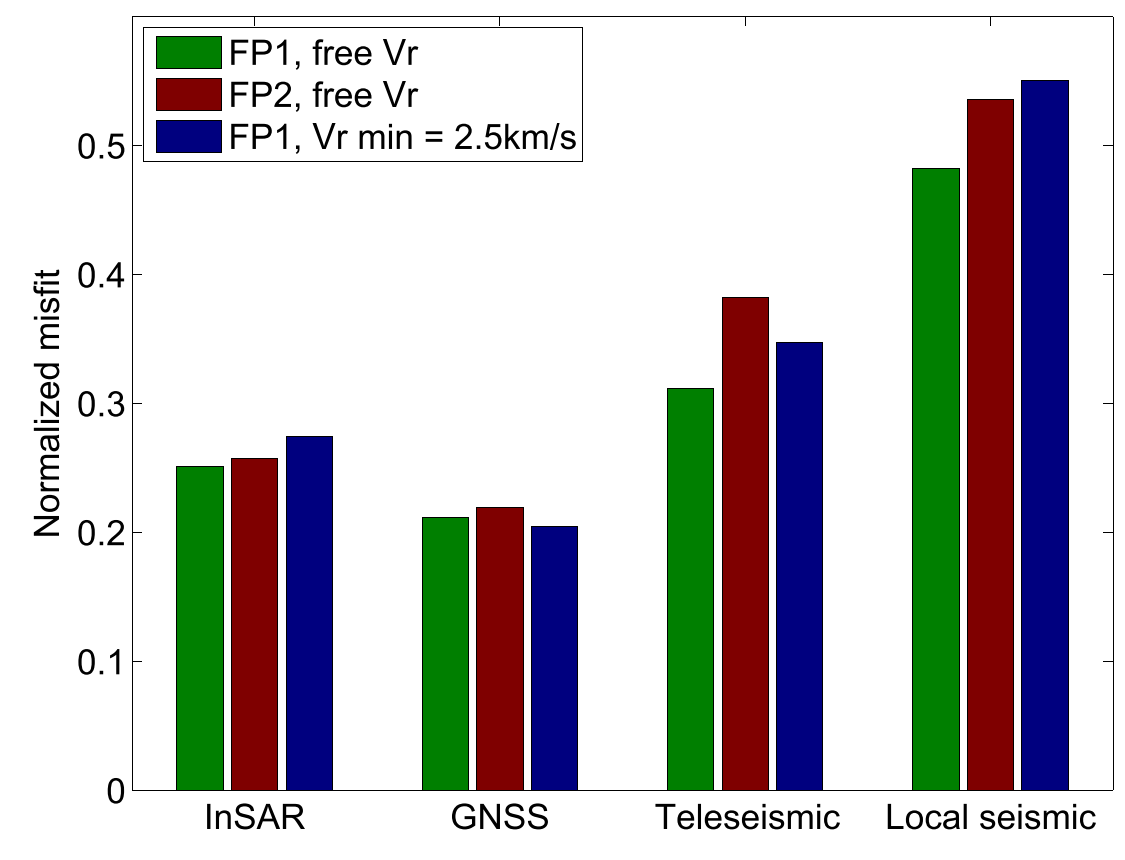 FP1, free Vr
FP2, free Vr
FP1, Vr min = 2.5km/s
Normalized misfit
0.5
0.4
0.3
0.2
0.1
0
InSAR
GNSS
Teleseismic
Local seismic